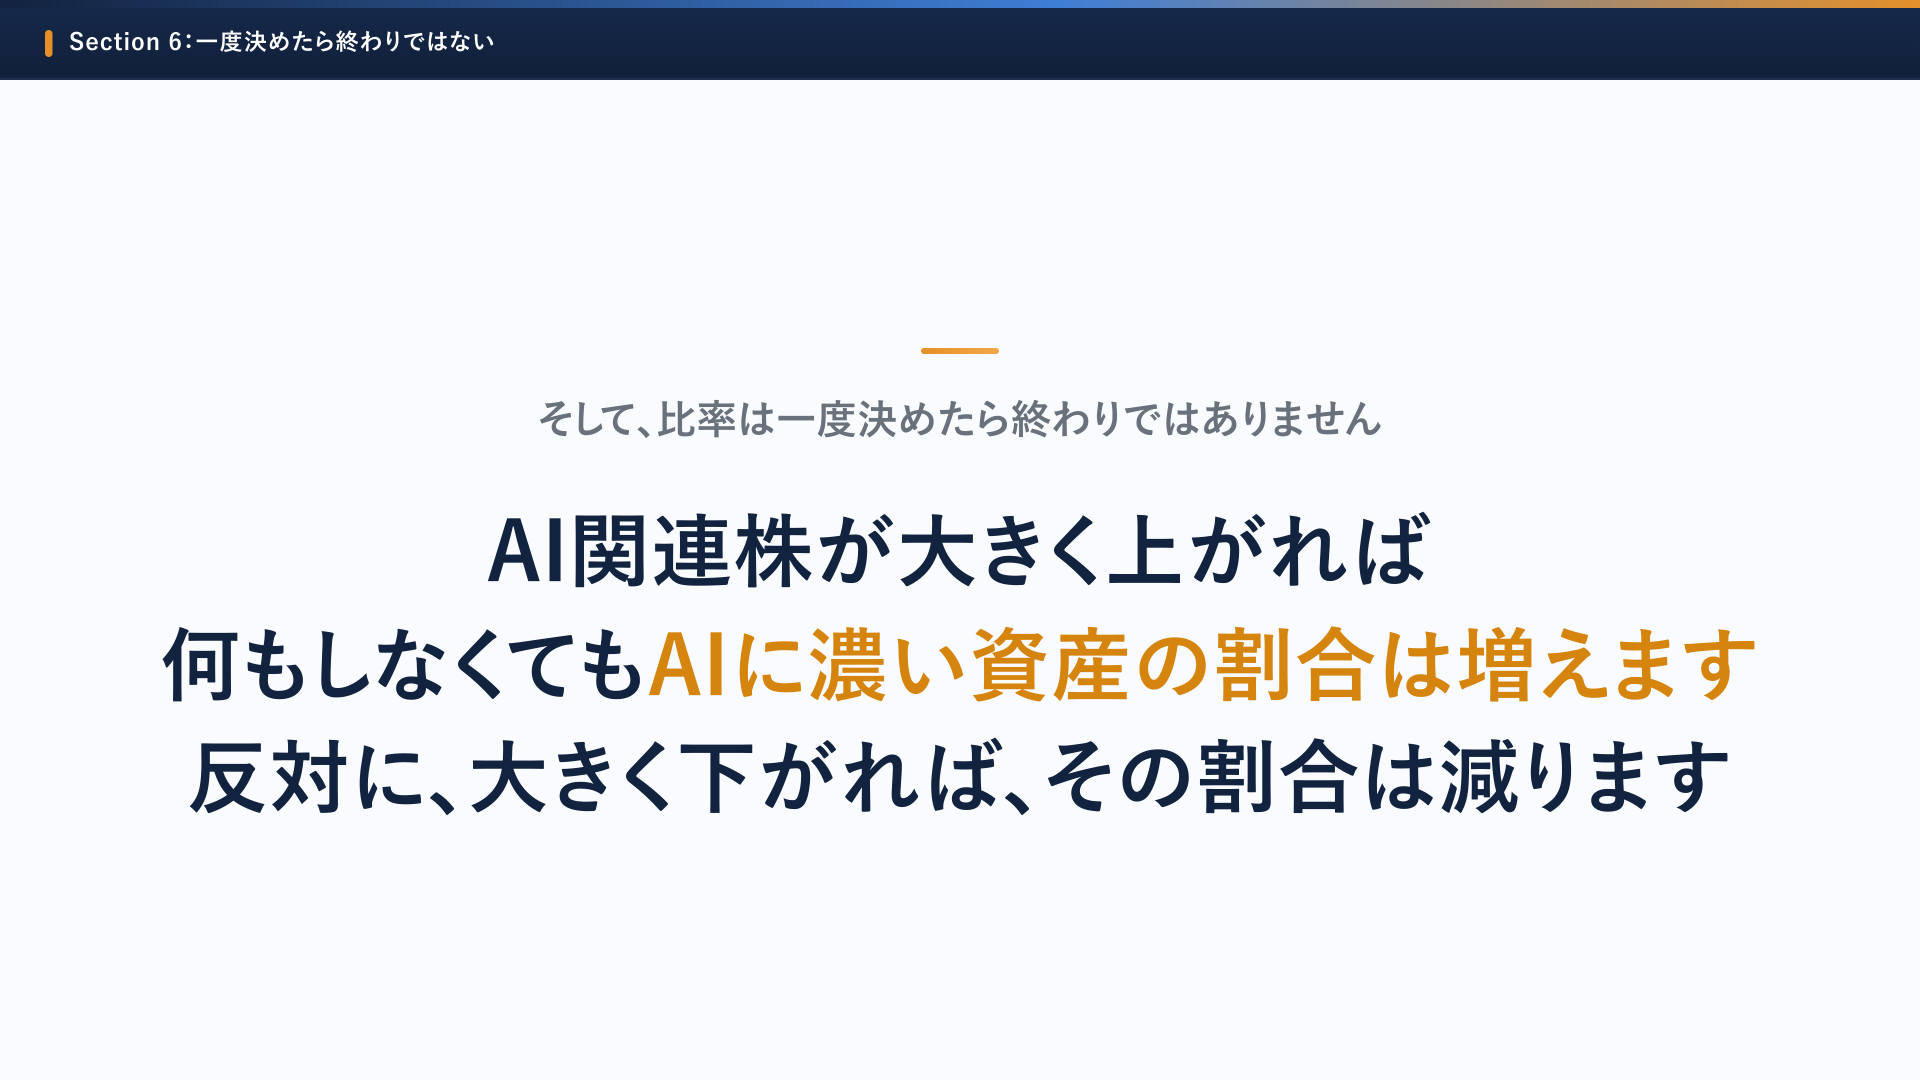 Section 6：一度決めたら終わりではない
そして、比率は一度決めたら終わりではありません
AI関連株が大きく上がれば
何もしなくてもAIに濃い資産の割合は増えます
反対に、大きく下がれば、その割合は減ります